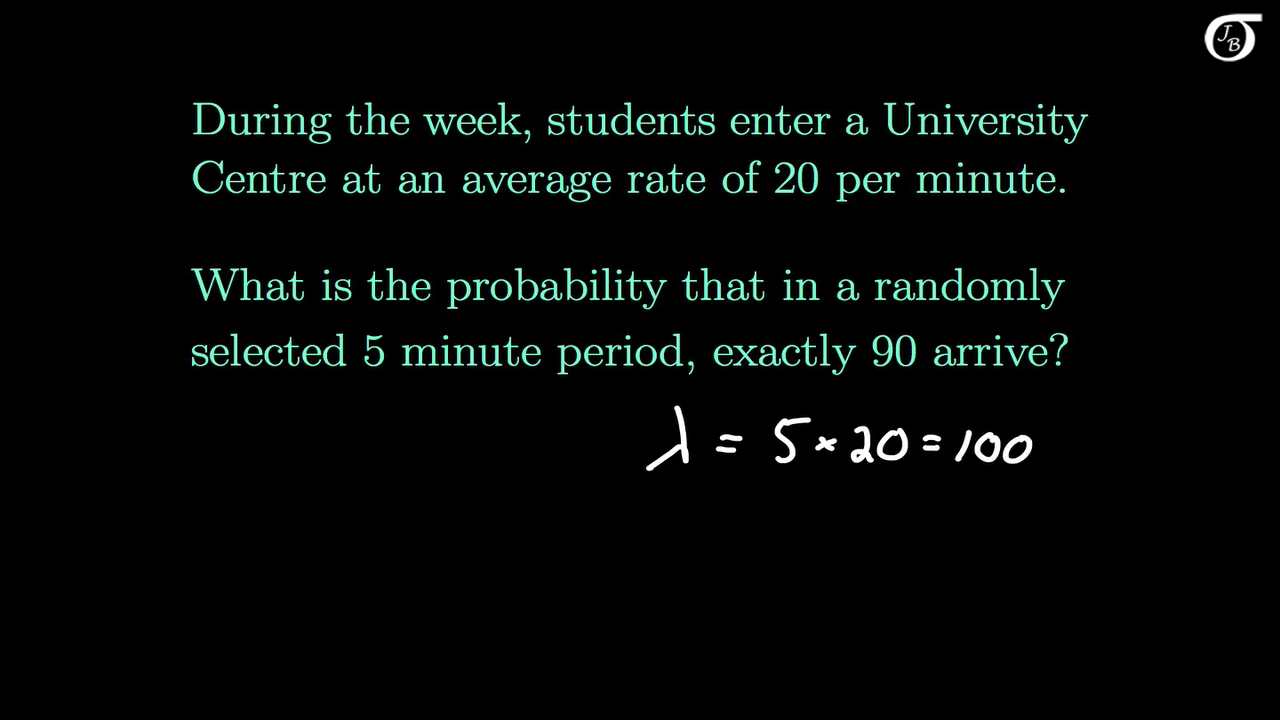 JB
During the week, students enter a University
Centre at an average rate of 20 per minute.
What is the probability that in a randomly
selected 5 minute period, exactly 90 arrive?
λ = 5 × 20 = 100